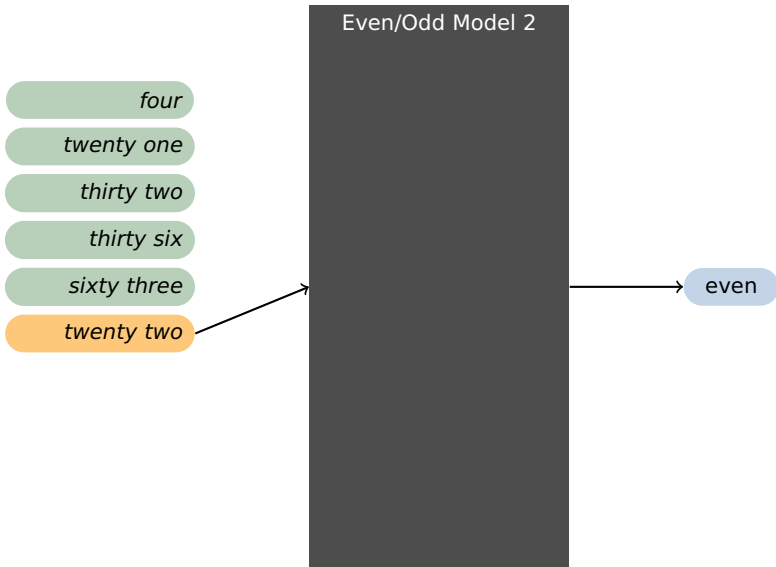 Even/Odd Model 2
four
twenty one
thirty two
thirty six
sixty three
twenty two
even